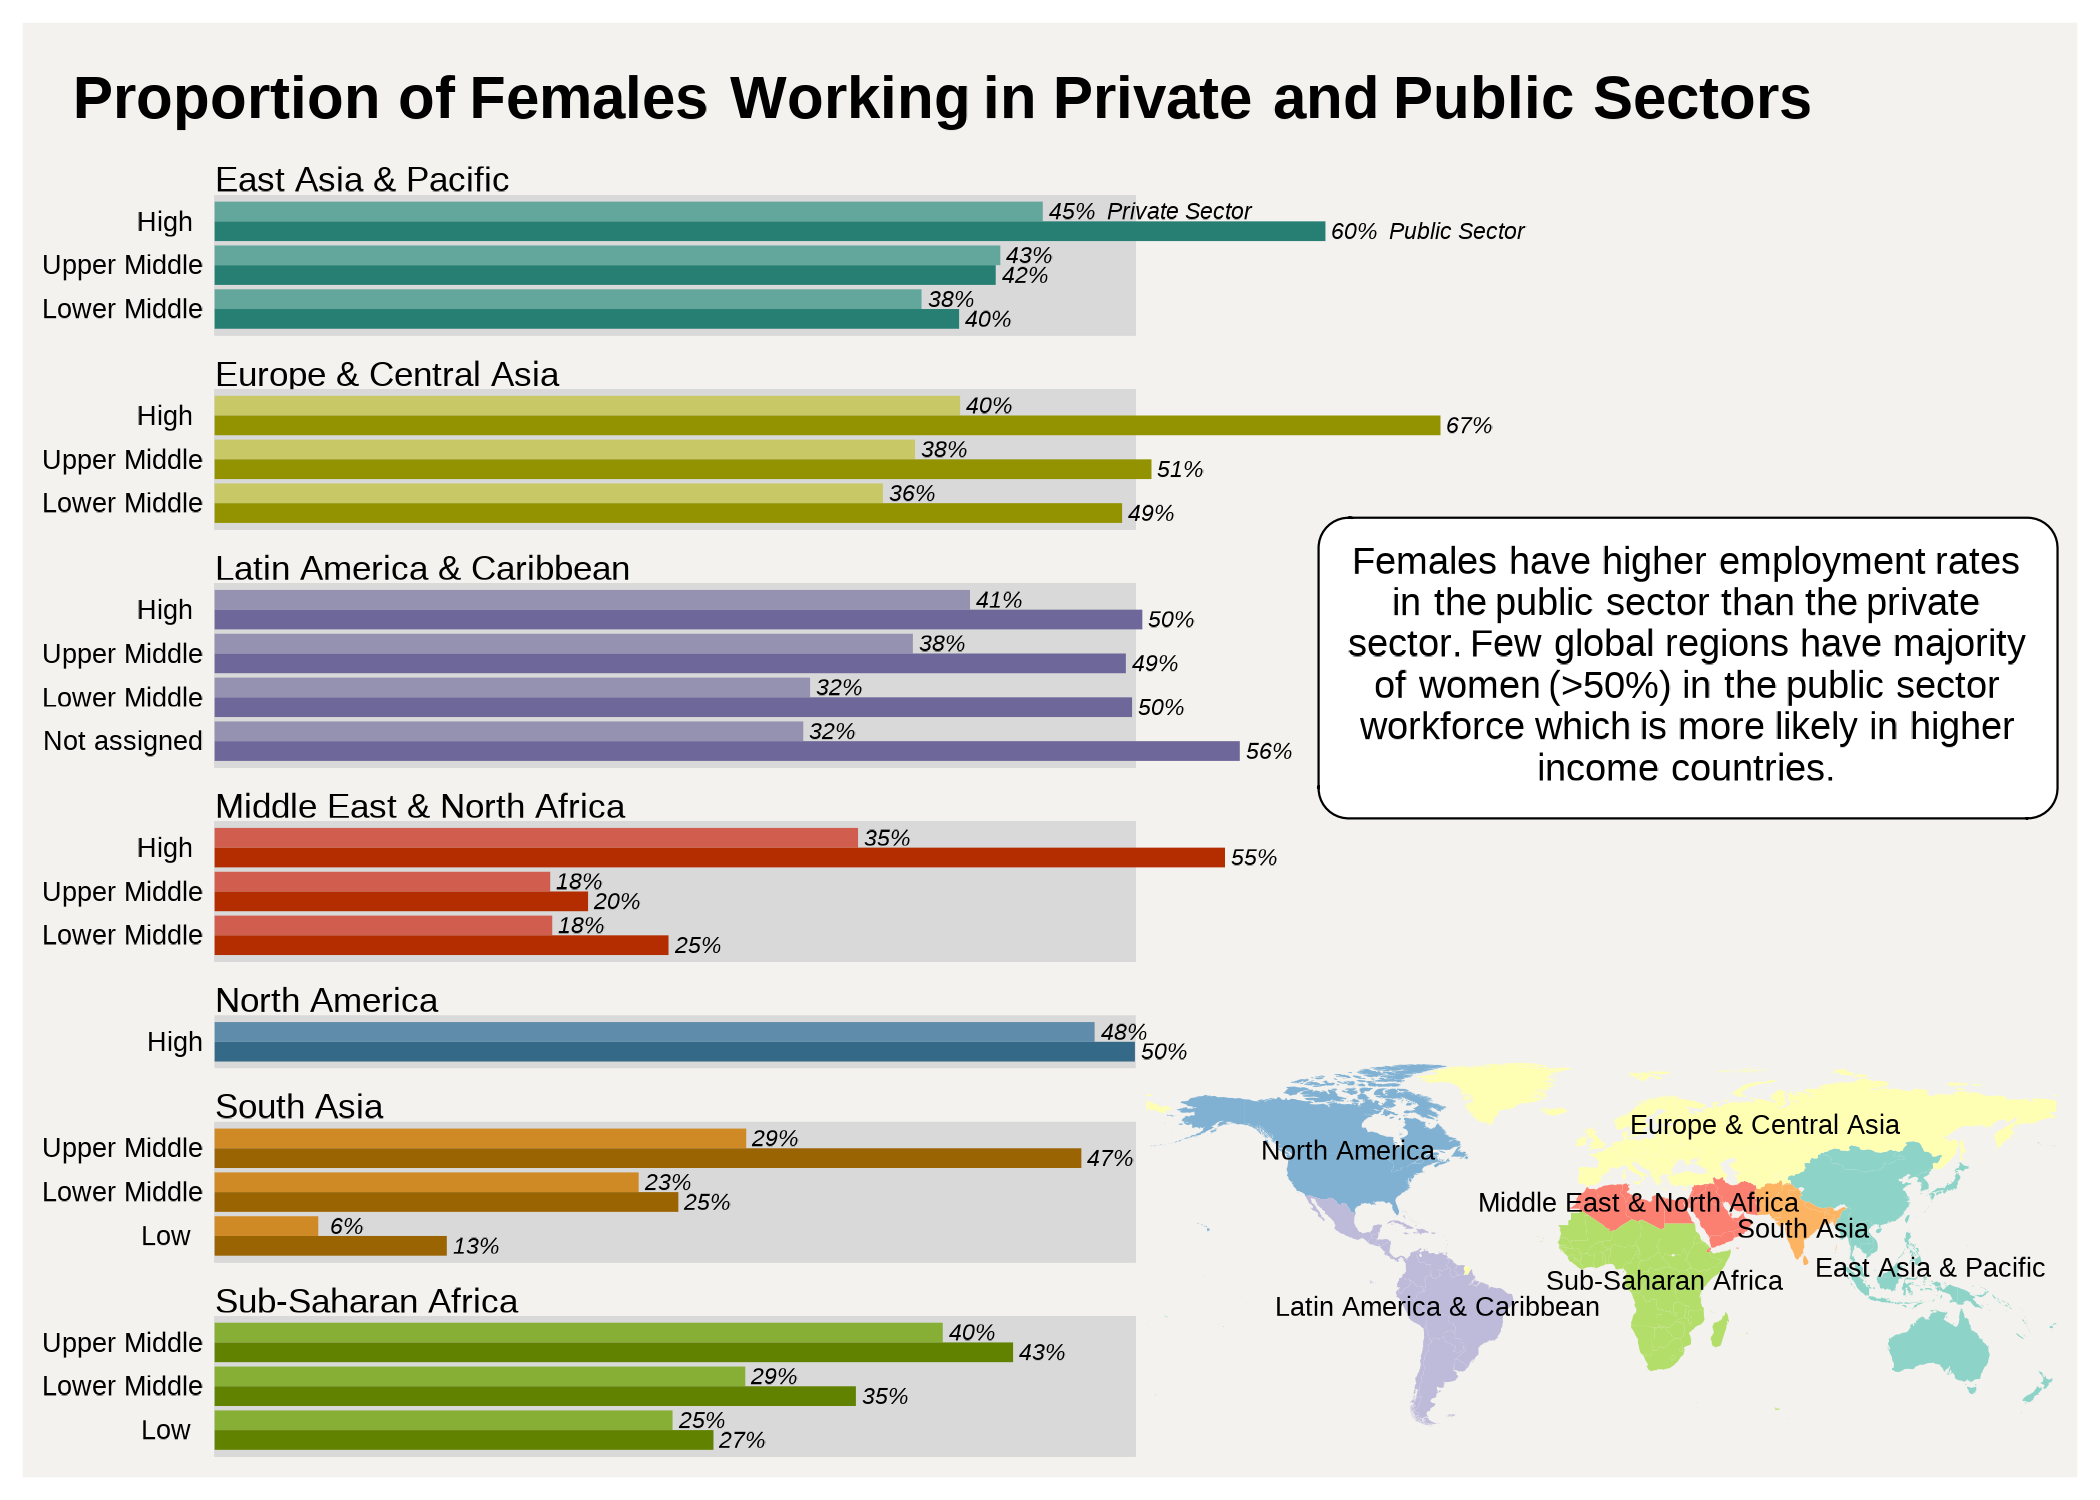 Proportion of Females Working in Private and Public Sectors
East Asia & Pacific
High 45% Private Sector
60% Public Sector
Upper Middle 43%
42%
Lower Middle 38%
40%
Europe & Central Asia
High 40%
67%
Upper Middle 38%
51%
Lower Middle 36%
49%
Latin America & Caribbean
High 41%
50%
Upper Middle 38%
49%
Lower Middle 32%
50%
Not assigned 32%
56%
Females have higher employment rates
in the public sector than the private
sector. Few global regions have majority
of women (>50%) in the public sector
workforce which is more likely in higher
income countries.
Middle East & North Africa
High 35%
55%
Upper Middle 18%
20%
Lower Middle 18%
25%
North America
High 48%
50%
South Asia
Upper Middle 29%
47%
Lower Middle 23%
25%
Low 6%
13%
Sub-Saharan Africa
Upper Middle 40%
43%
Lower Middle 29%
35%
Low 25%
27%
Europe & Central Asia
North America
Middle East & North Africa
South Asia
East Asia & Pacific
Sub-Saharan Africa
Latin America & Caribbean